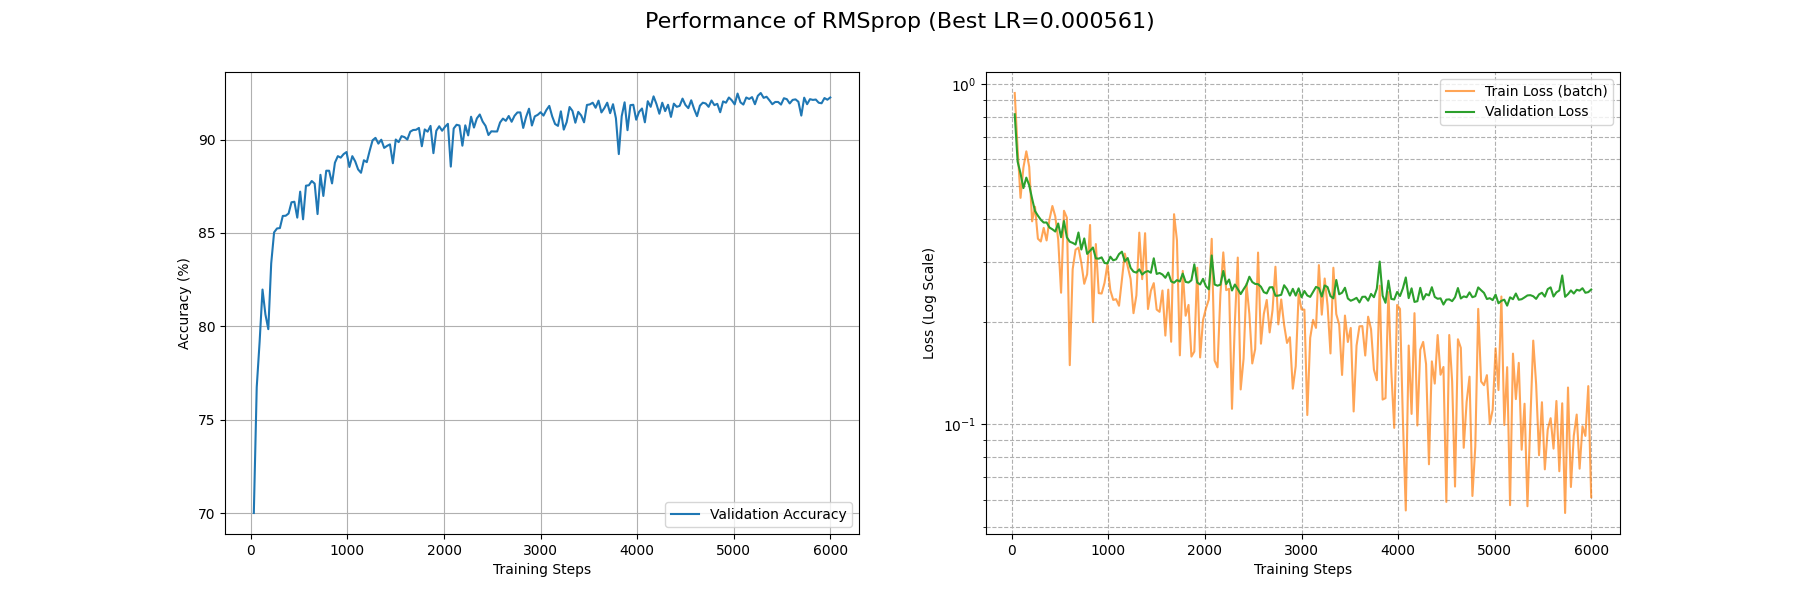 Performance of RMSprop (Best LR=0.000561)
Accuracy (%)
90
85
80
75
70
0 1000 2000 3000 4000 5000 6000
Training Steps
Validation Accuracy
Loss (Log Scale)
10⁰
10⁻¹
0 1000 2000 3000 4000 5000 6000
Training Steps
Train Loss (batch)
Validation Loss